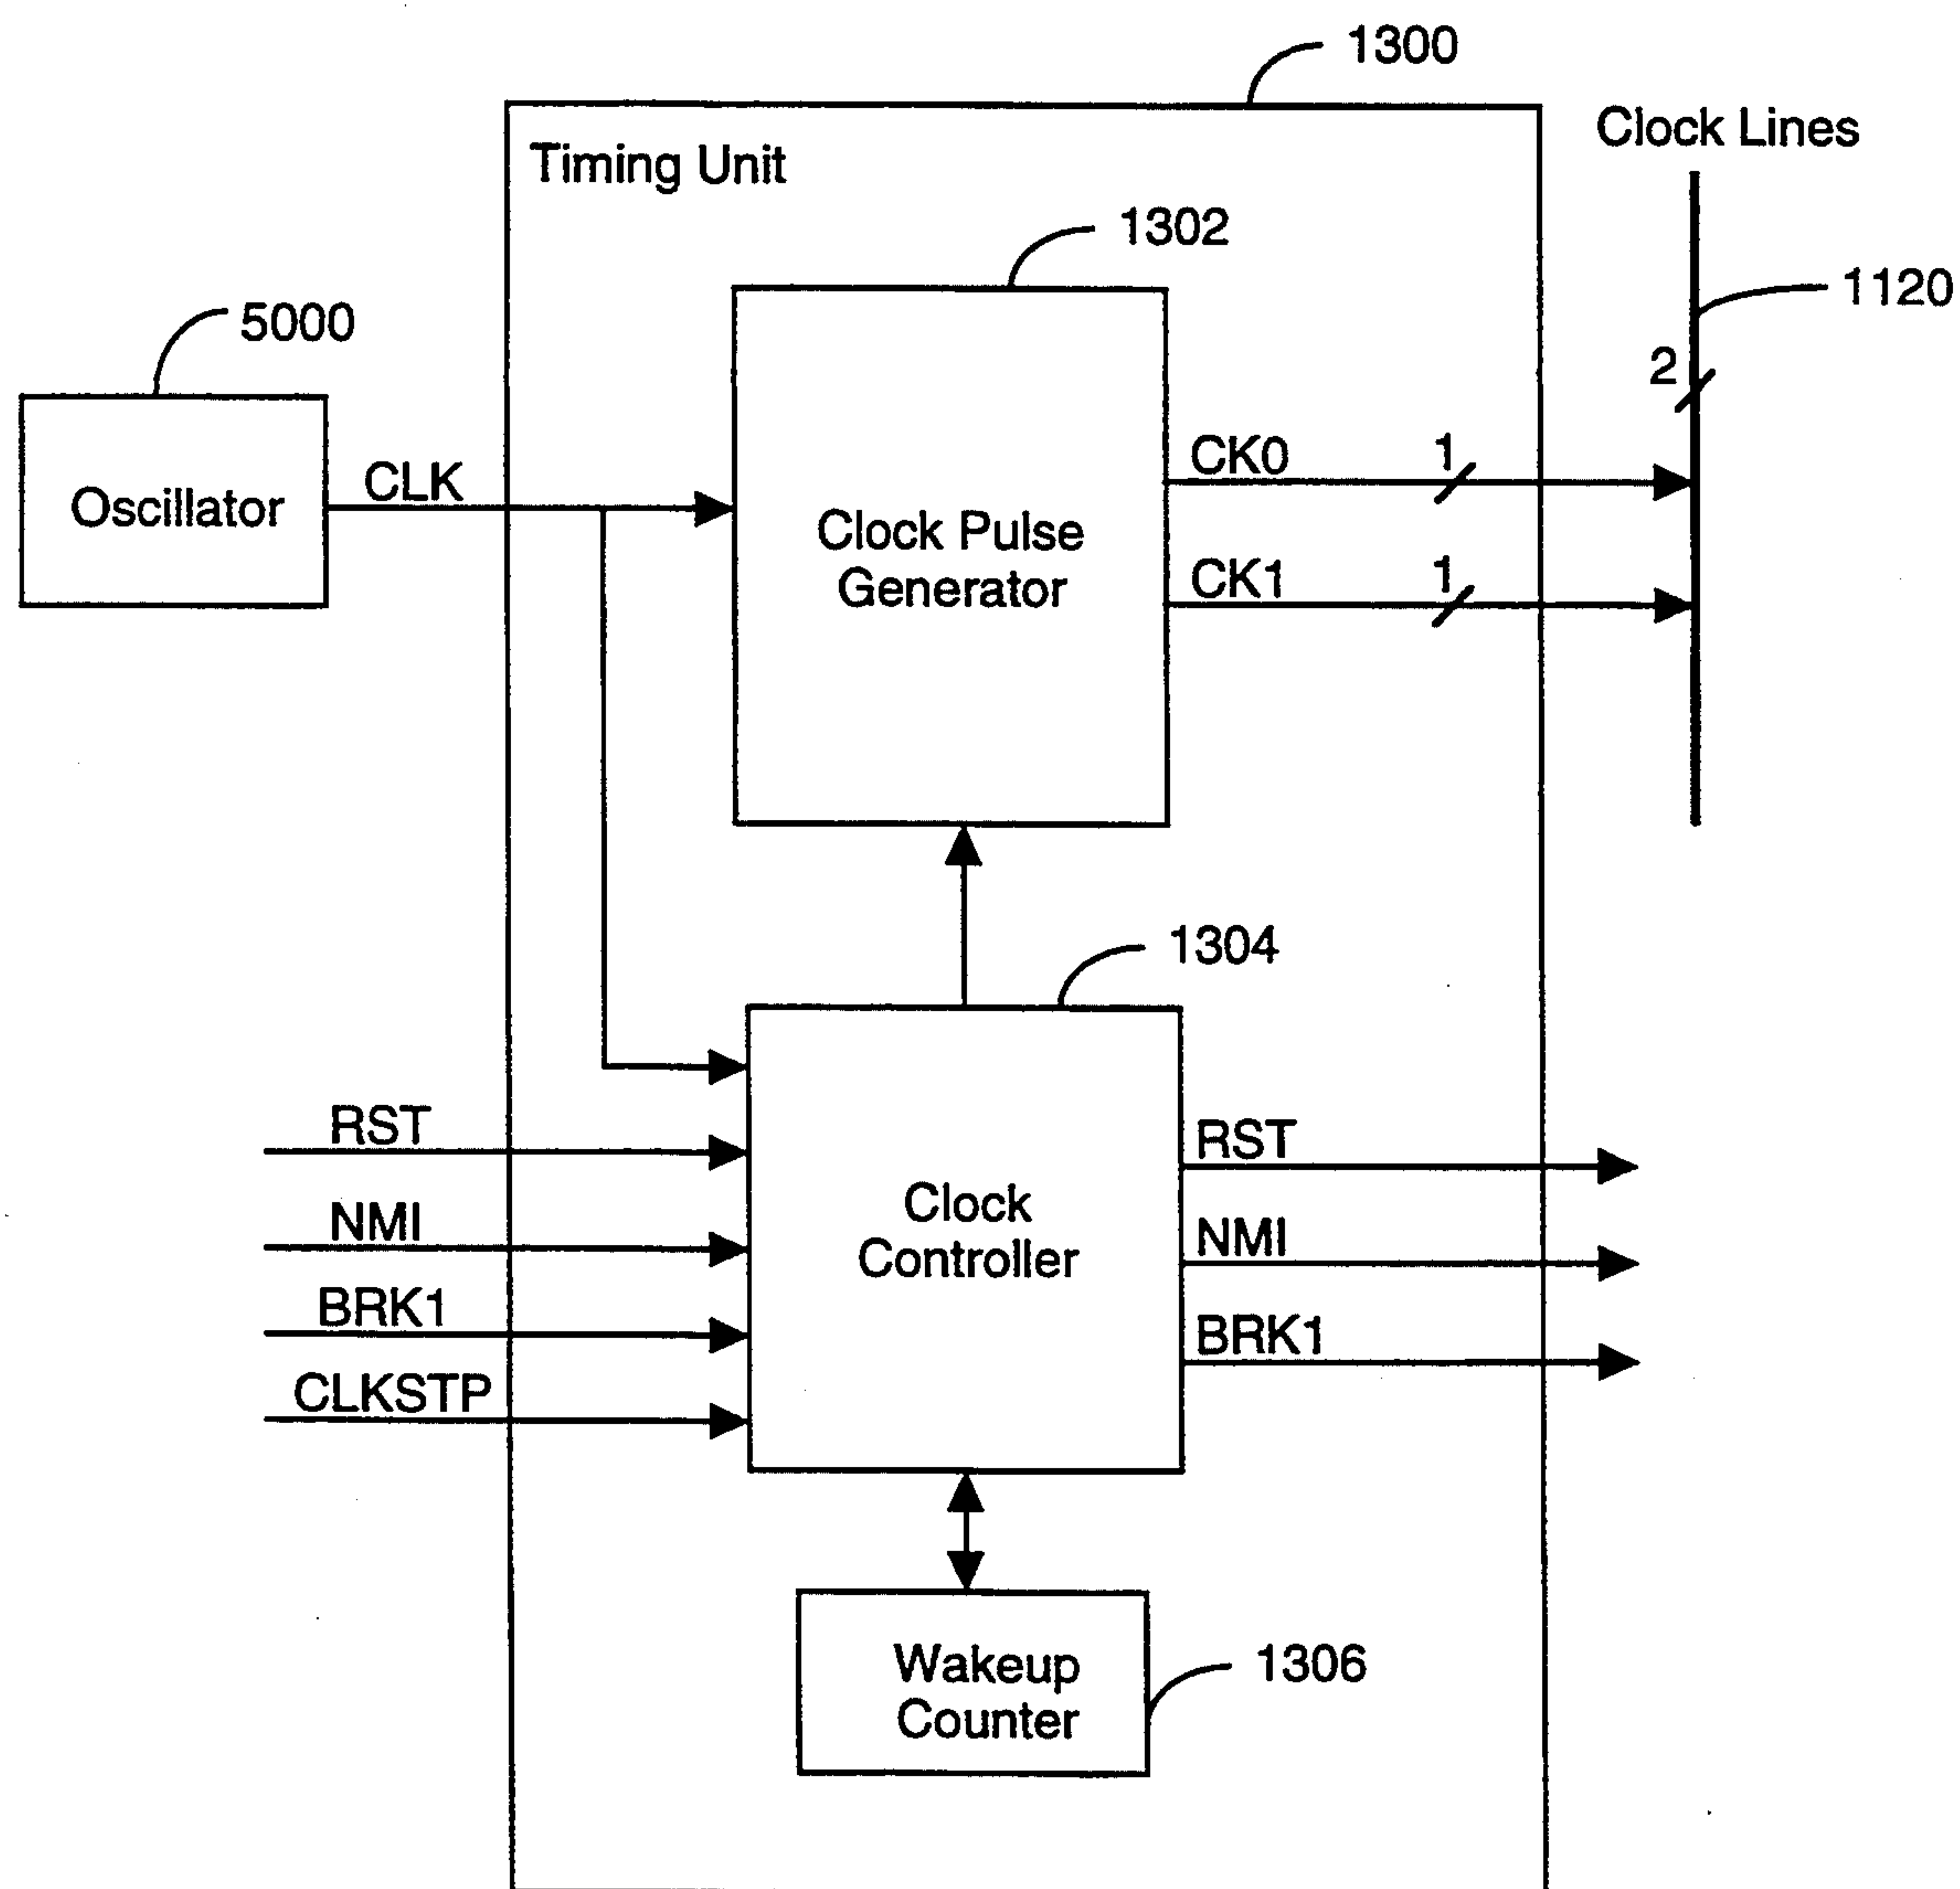 1300
Clock Lines
Timing Unit
1302
1120
5000
2
CK0
1
CLK
Oscillator
Clock Pulse
Generator
CK1
1
1304
RST
RST
NMI
Clock
Controller
NMI
BRK1
BRK1
CLKSTP
Wakeup
Counter
1306